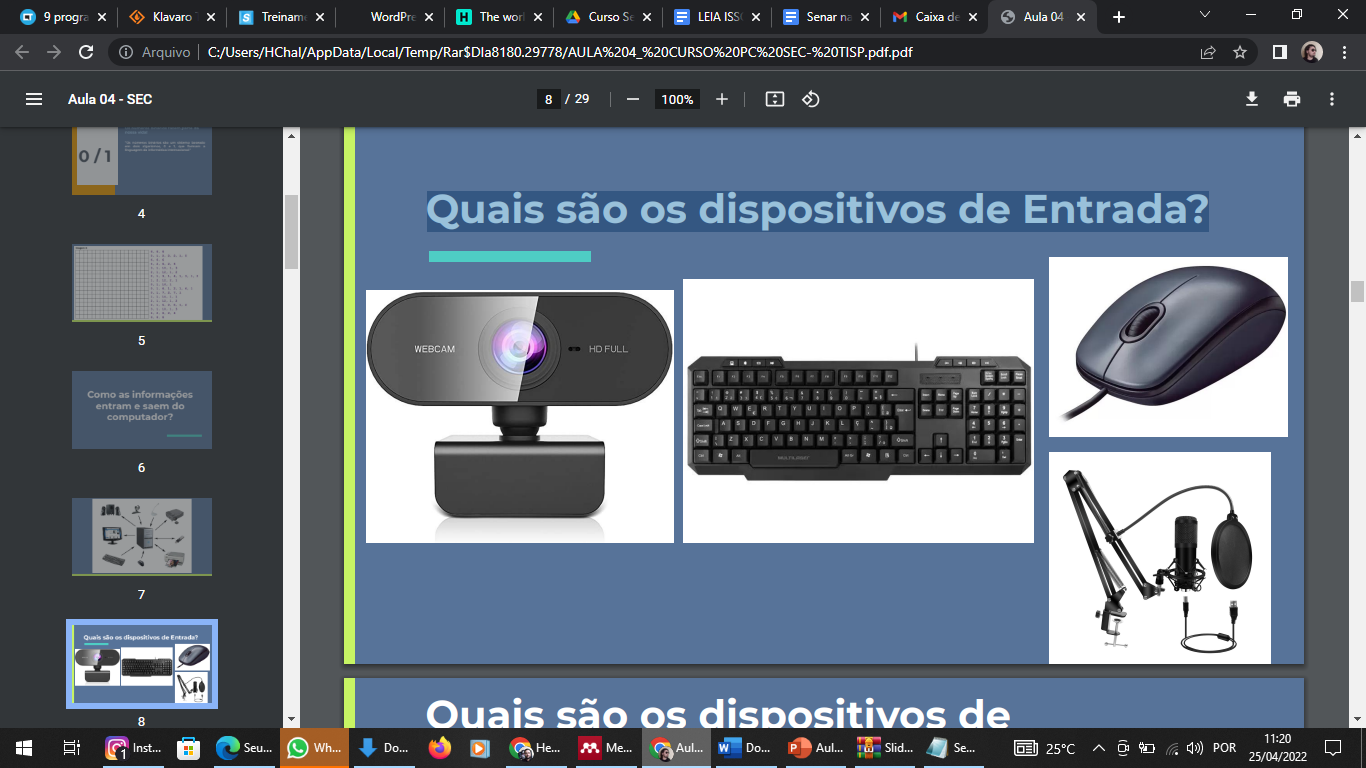 9 progra
Klavaro
Treiname
WordPre
The worl
Curso Se
LEIA ISSO
Senar na
Caixa de
Aula 04
Arquivo
C:/Users/HChal/AppData/Local/Temp/Rar$DIa8180.29778/AULA%204_%20CURSO%20PC%20SEC-%20TISP.pdf.pdf
Aula 04 - SEC
8 / 29
100%
0 / 1
4
5
Como as informações
entram e saem do
computador?
6
7
Quais são os dispositivos de Entrada?
8
Quais são os dispositivos de Entrada?
WEBCAM
HD FULL
Quais são os dispositivos de
Inst...
Seu...
Wh...
Do...
He...
Me...
Aul...
Do...
Aul...
Slid...
Se...
25°C
POR
11:20
25/04/2022